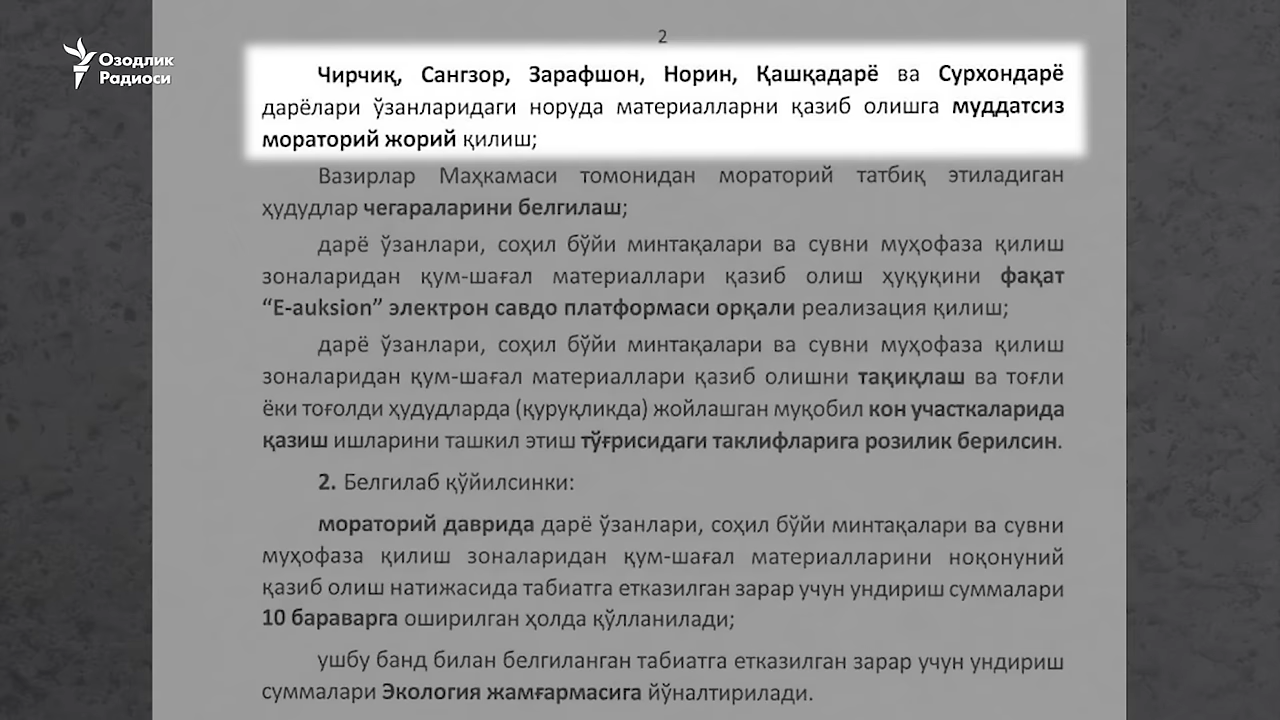 Озодлик
Радиоси
2
Чирчиқ, Сангзор, Зарафшон, Норин, Қашқадарё ва Сурхондарё
дарёлари ўзанларидаги норуда материалларни қазиб олишга муддатсиз
мораторий жорий қилиш;
Вазирлар Маҳкамаси томонидан мораторий татбиқ этиладиган
ҳудудлар чегараларини белгилаш;
дарё ўзанлари, соҳил бўйи минтақалари ва сувни муҳофаза қилиш
зоналаридан қум-шағал материаллари қазиб олиш ҳуқуқини фақат
“E-auksion” электрон савдо платформаси орқали реализация қилиш;
дарё ўзанлари, соҳил бўйи минтақалари ва сувни муҳофаза қилиш
зоналаридан қум-шағал материаллари қазиб олишни тақиқлаш ва тоғли
ёки тоғолди ҳудудларда (қуруқликда) жойлашган муқобил кон участкаларида
қазиш ишларини ташкил этиш тўғрисидаги таклифларига розилик берилсин.
2. Белгилаб қўйилсинки:
мораторий даврида дарё ўзанлари, соҳил бўйи минтақалари ва сувни
муҳофаза қилиш зоналаридан қум-шағал материалларини ноқонуний
қазиб олиш натижасида табиатга етказилган зарар учун ундириш суммалари
10 бараварга оширилган ҳолда қўлланилади;
ушбу банд билан белгиланган табиатга етказилган зарар учун ундириш
суммалари Экология жамғармасига йўналтирилади.